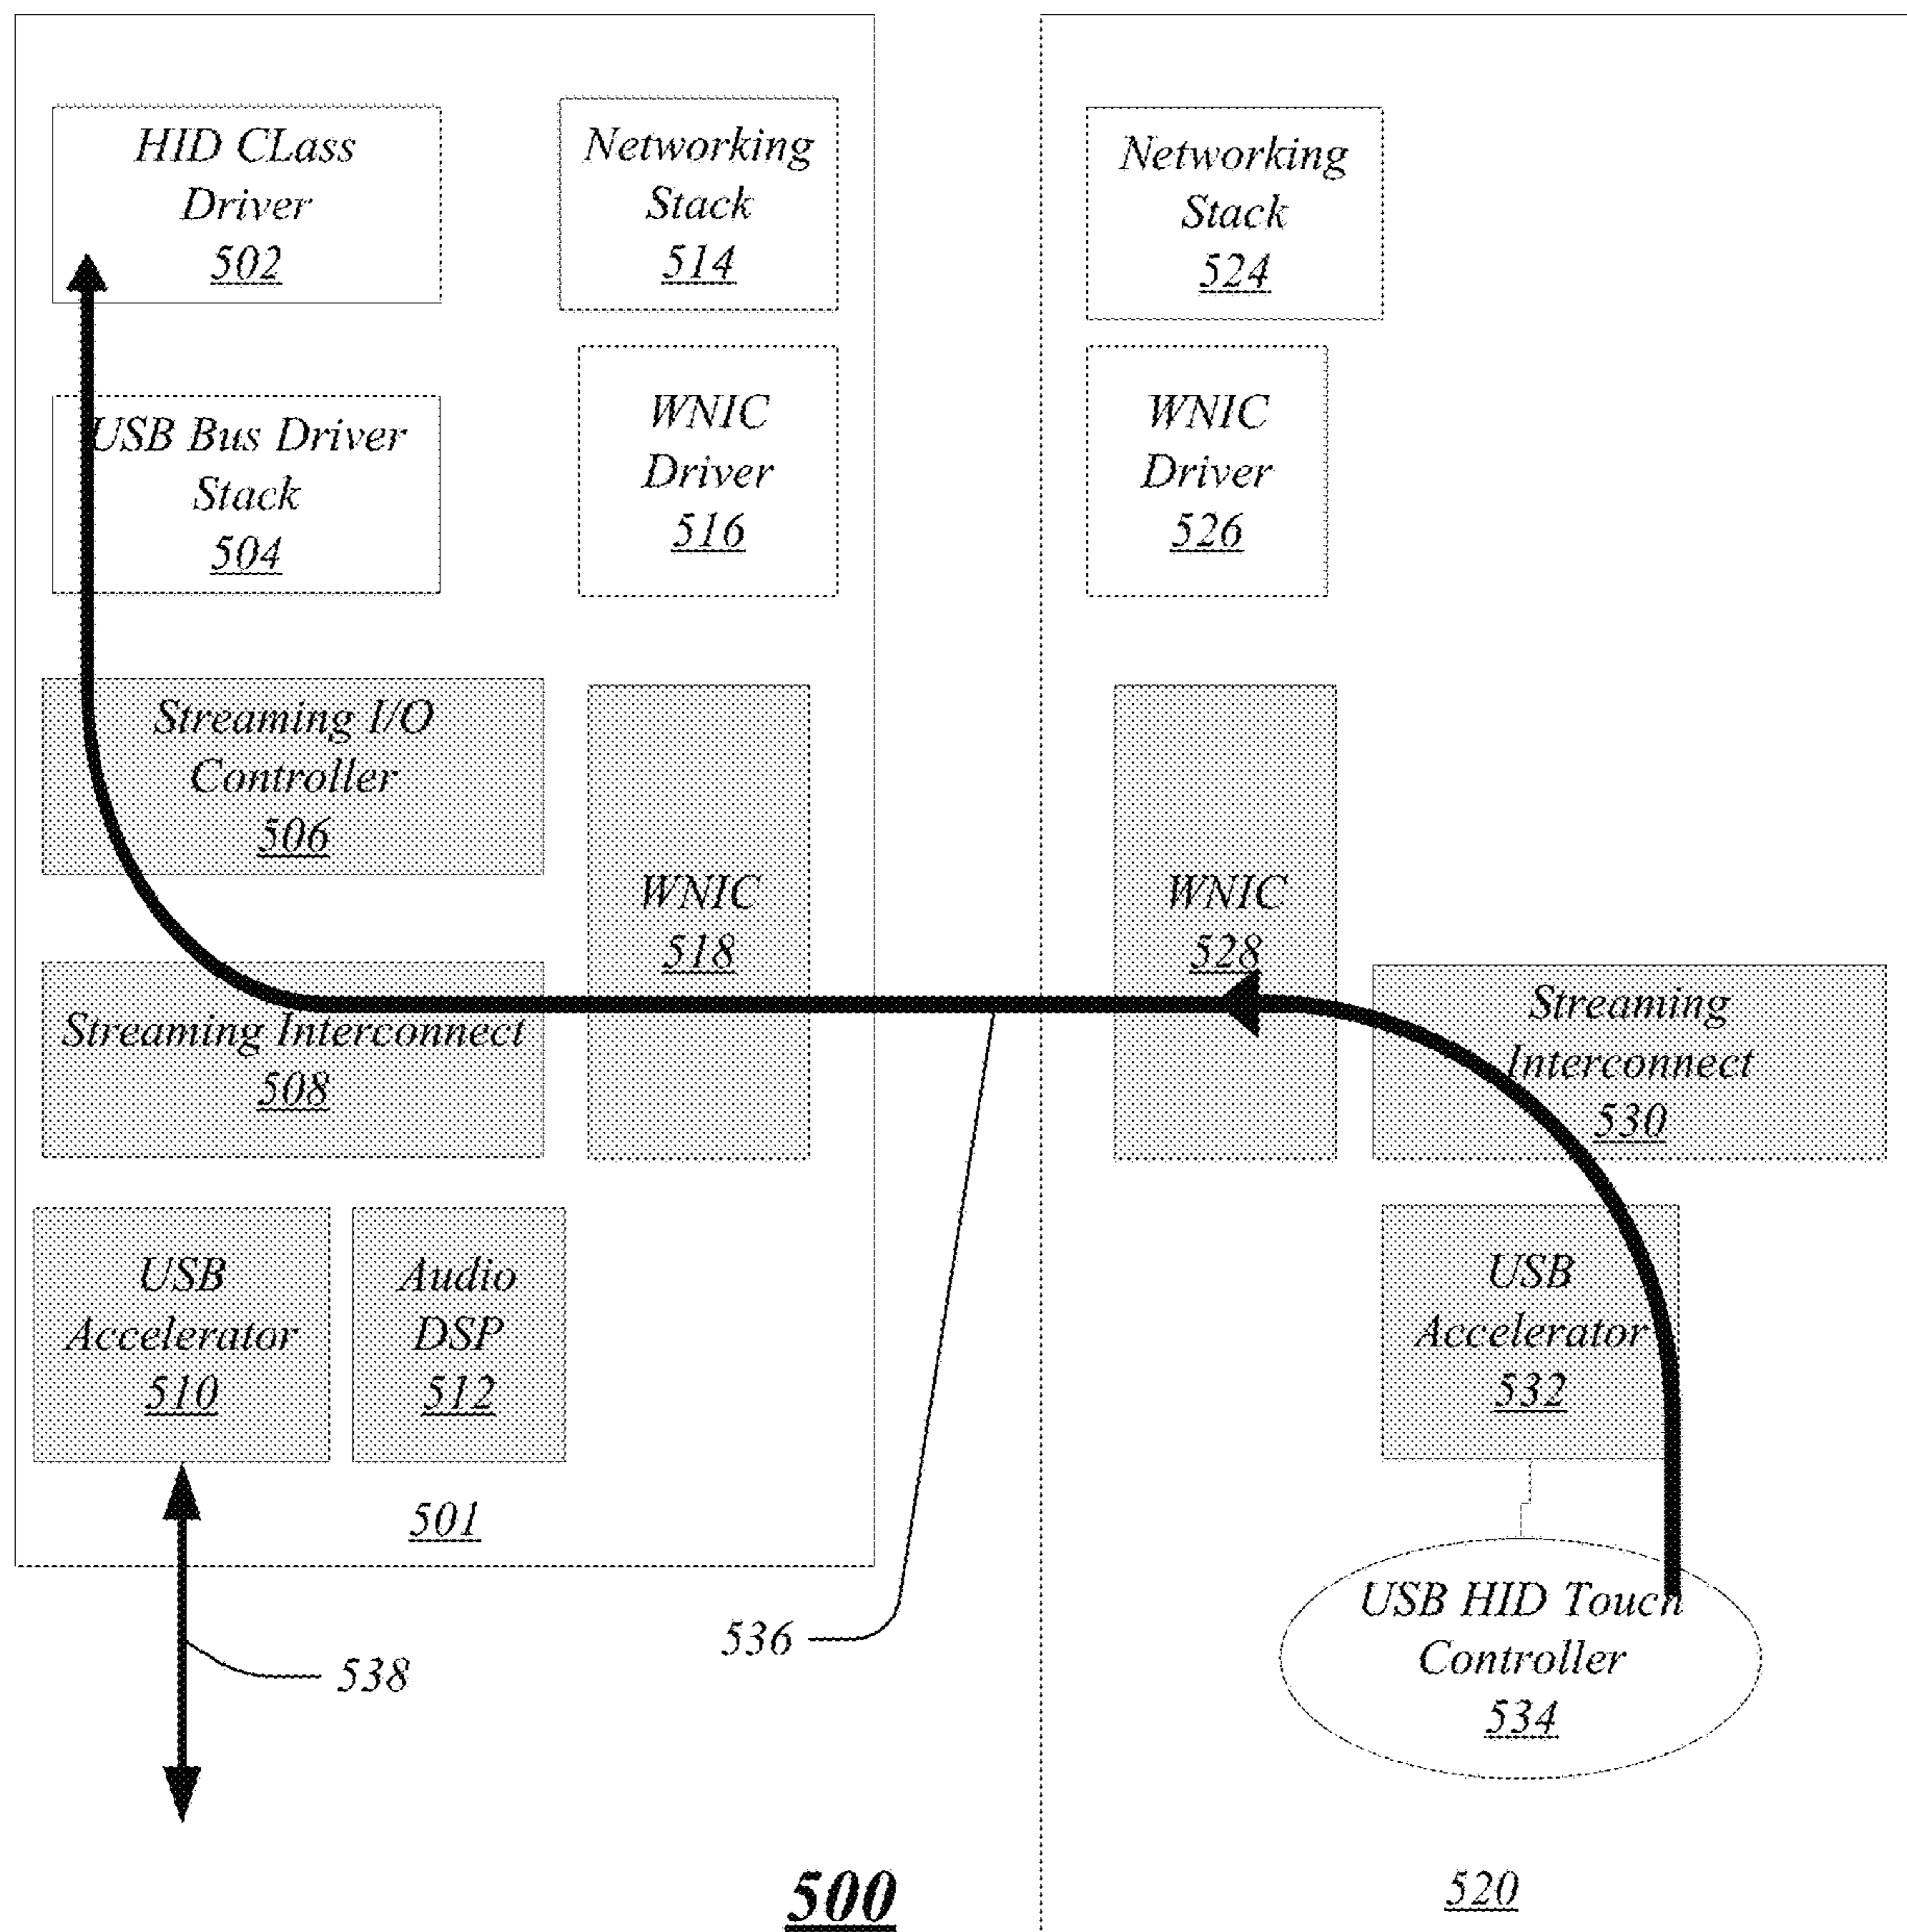 HID CLass
Driver
502
Networking
Stack
514
Networking
Stack
524
USB Bus Driver
Stack
504
WNIC
Driver
516
WNIC
Driver
526
Streaming I/O
Controller
506
WNIC
518
WNIC
528
Streaming Interconnect
508
Streaming
Interconnect
530
USB
Accelerator
510
Audio
DSP
512
USB
Accelerator
532
501
USB HID Touch
Controller
534
536
538
500
520